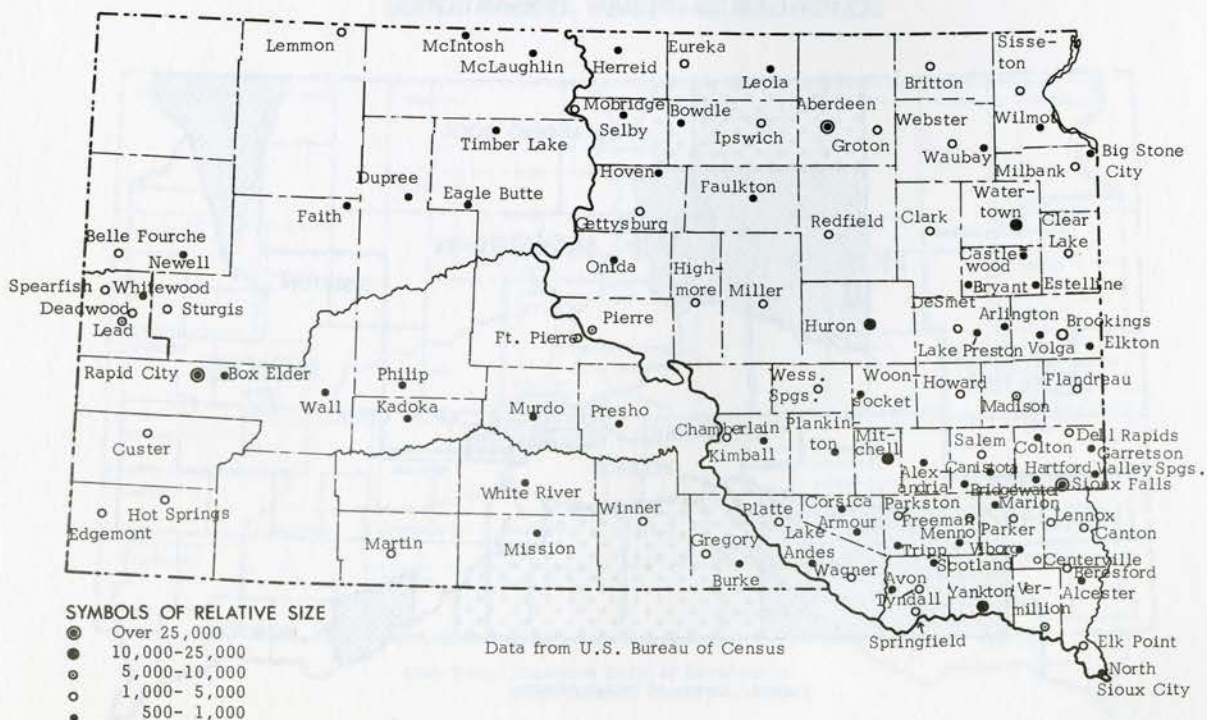 Lemmon
McIntosh
McLaughlin
Herreid
Eureka
Leola
Britton
Sisse-
ton
Mobridge
Selby
Bowdle
Ipswich
Aberdeen
Groton
Webster
Waubay
Wilmot
Big Stone
City
Milbank
Timber Lake
Dupree
Eagle Butte
Faith
Hoven
Faulkton
Gettysburg
Redfield
Clark
Water-
town
Clear
Lake
Belle Fourche
Newell
Onida
High-
more
Miller
Castle
wood
Bryant
Estelline
Spearfish
Whitewood
Deadwood
Lead
Sturgis
Pierre
Ft. Pierre
Huron
DeSmet
Arlington
Lake Preston
Volga
Brookings
Elkton
Rapid City
Box Elder
Wall
Philip
Kadoka
Murdo
Presho
Wess.
Spgs.
Woon
socket
Howard
Madison
Flandreau
Custer
Chamberlain
Kimball
Plankin-
ton
Mit-
chell
Alex-
andria
Salem
Canistota
Bridgewater
Colton
Hartford
Dell Rapids
Garretson
Valley Spgs.
Sioux Falls
Hot Springs
Edgemont
Martin
White River
Mission
Winner
Gregory
Burke
Platte
Lake
Andes
Corsica
Armour
Wagner
Parkston
Freeman
Menno
Tripp
Scotland
Marion
Parker
Viborg
Lennox
Canton
Centerville
Beresford
Alcester
Avon
Tyndall
Springfield
Yankton
Ver-
million
Elk Point
North
Sioux City
SYMBOLS OF RELATIVE SIZE
Over 25,000
10,000-25,000
5,000-10,000
1,000- 5,000
500- 1,000
Data from U.S. Bureau of Census